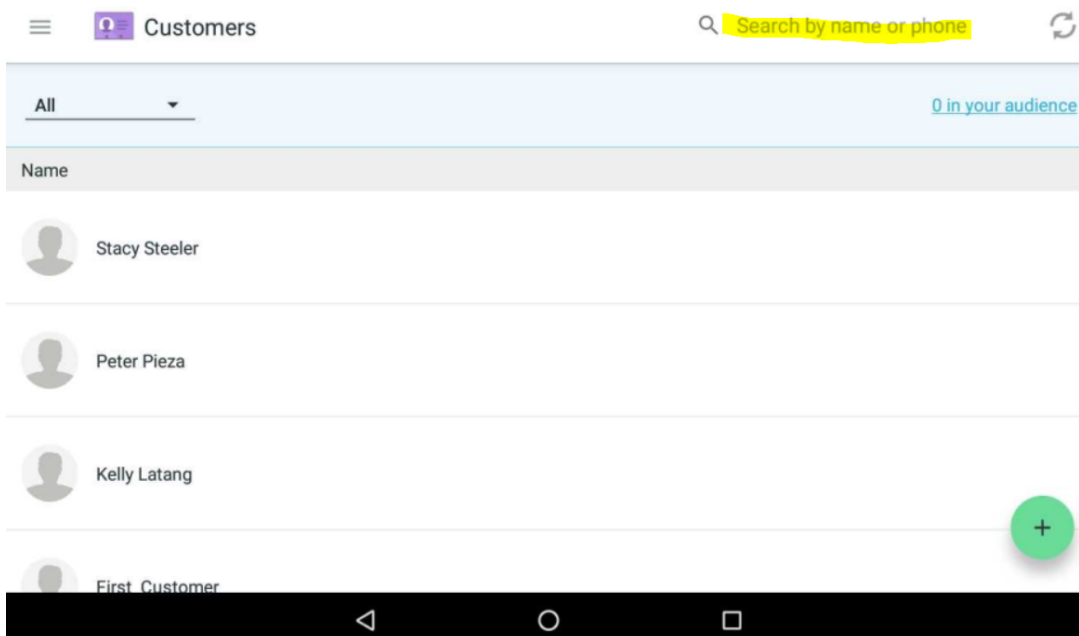 Customers
Search by name or phone
All
0 in your audience
Name
Stacy Steeler
Peter Pieza
Kelly Latang
First Customer